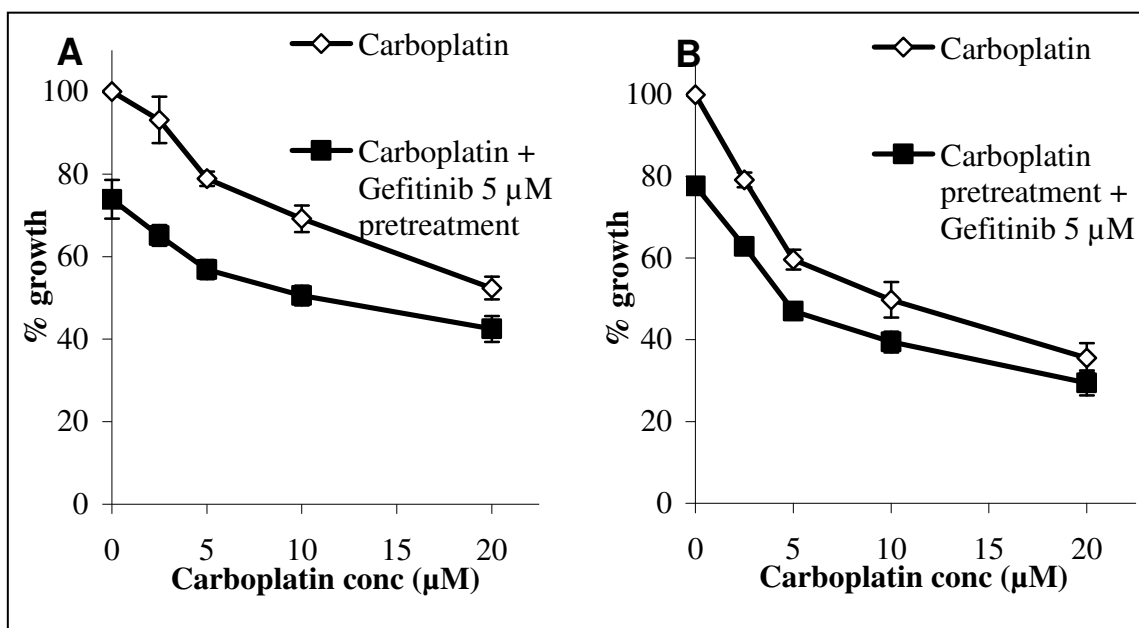 A
Carboplatin
Carboplatin +
Gefitinib 5 µM
pretreatment
100
80
60
40
20
0
% growth
0 5 10 15 20
Carboplatin conc (µM)
B
Carboplatin
Carboplatin
pretreatment +
Gefitinib 5 µM
100
80
60
40
20
0
% growth
0 5 10 15 20
Carboplatin conc (µM)